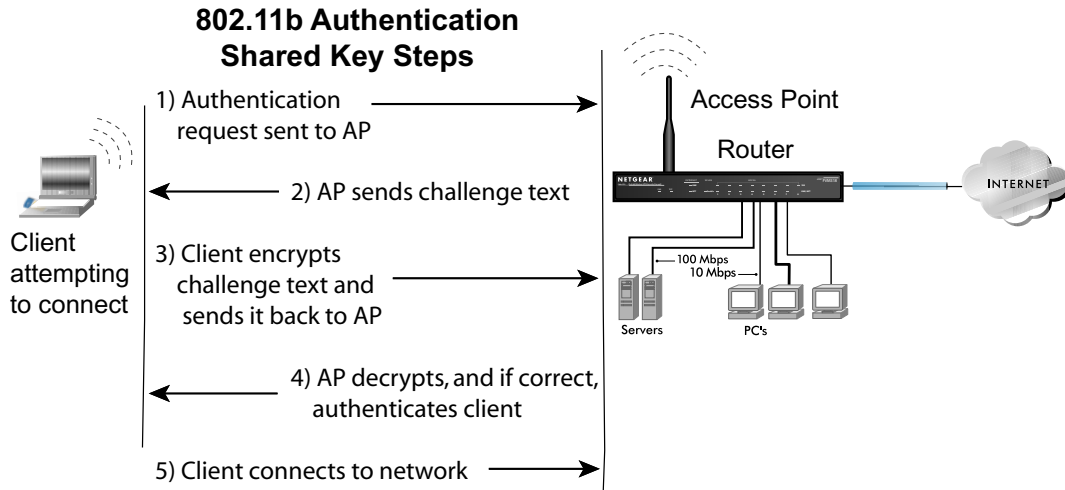 802.11b Authentication
Shared Key Steps
1) Authentication
request sent to AP
2) AP sends challenge text
3) Client encrypts
challenge text and
sends it back to AP
4) AP decrypts, and if correct,
authenticates client
5) Client connects to network
Client
attempting
to connect
Access Point
Router
NETGEAR
INTERNET
100 Mbps
10 Mbps
Servers
PC's